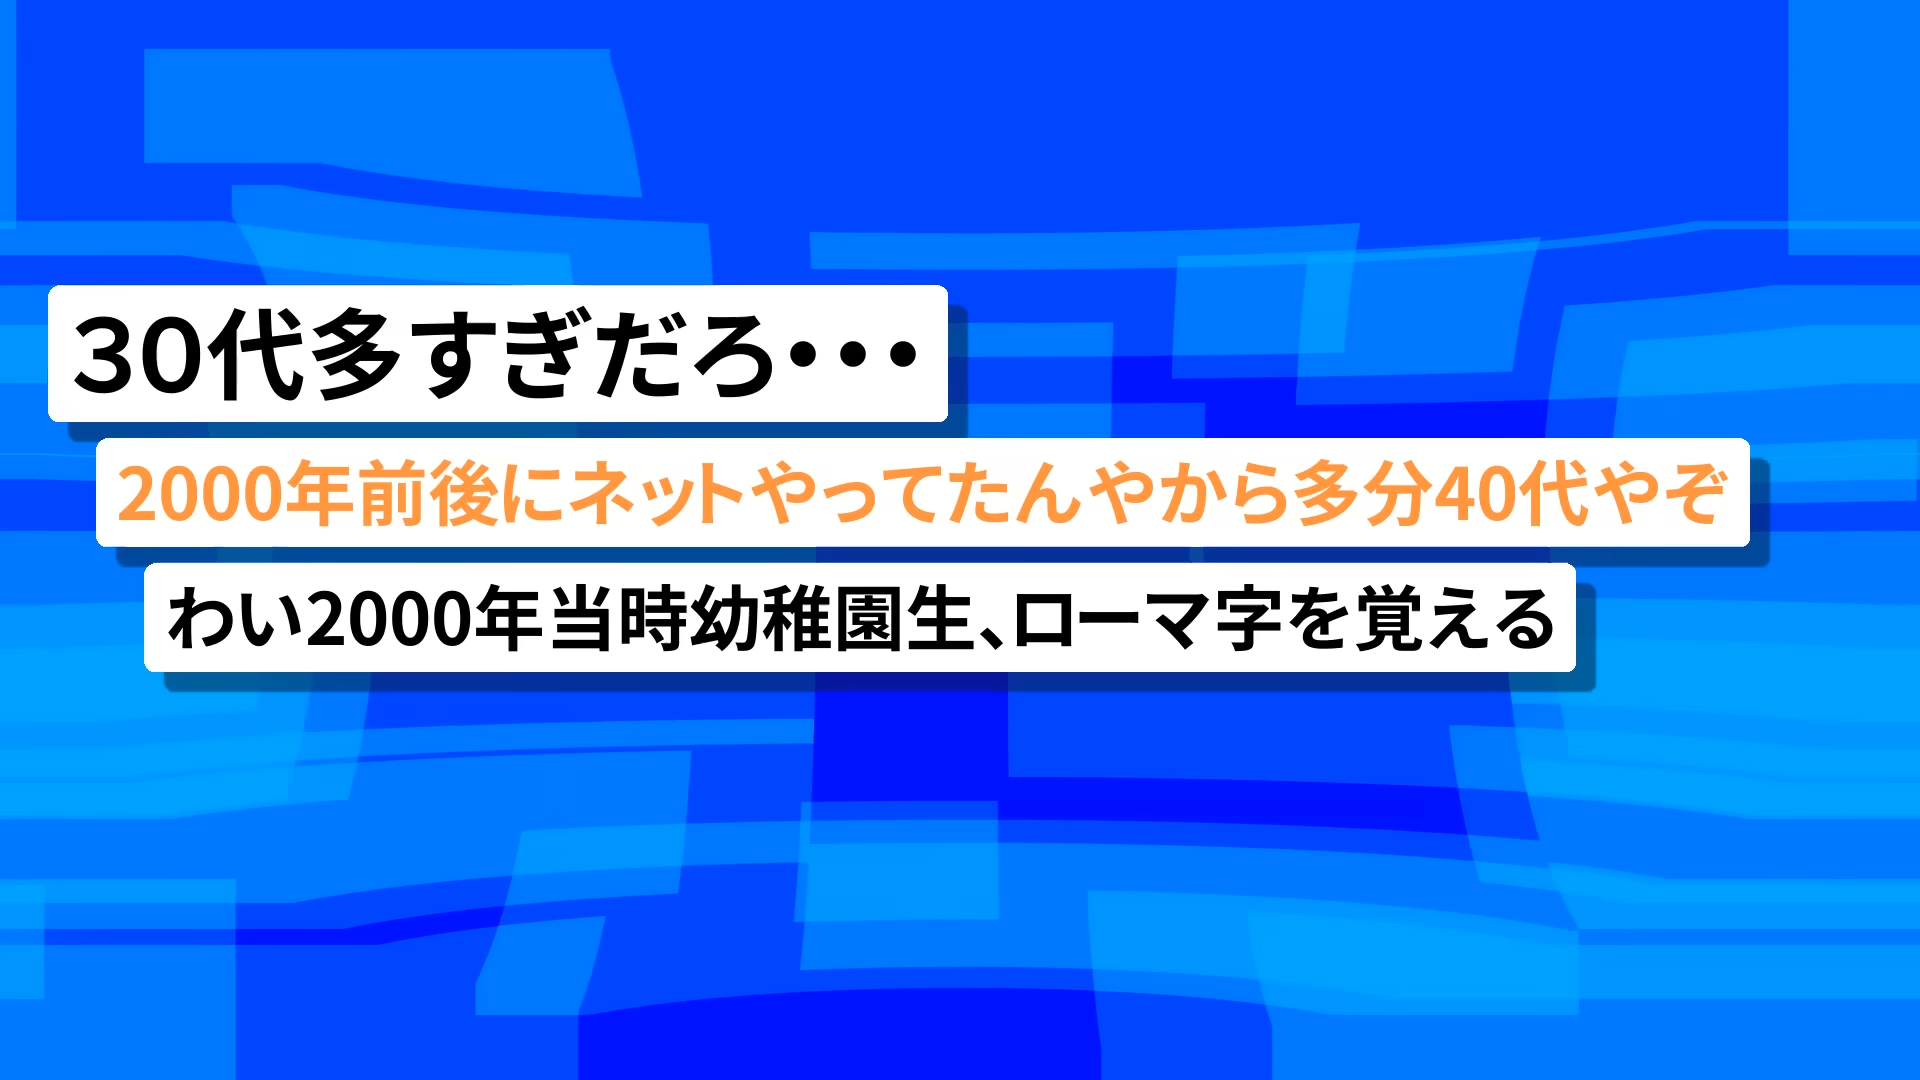 ３０代多すぎだろ・・・
2000年前後にネットやってたんやから多分40代やぞ
わい2000年当時幼稚園生、ローマ字を覚える